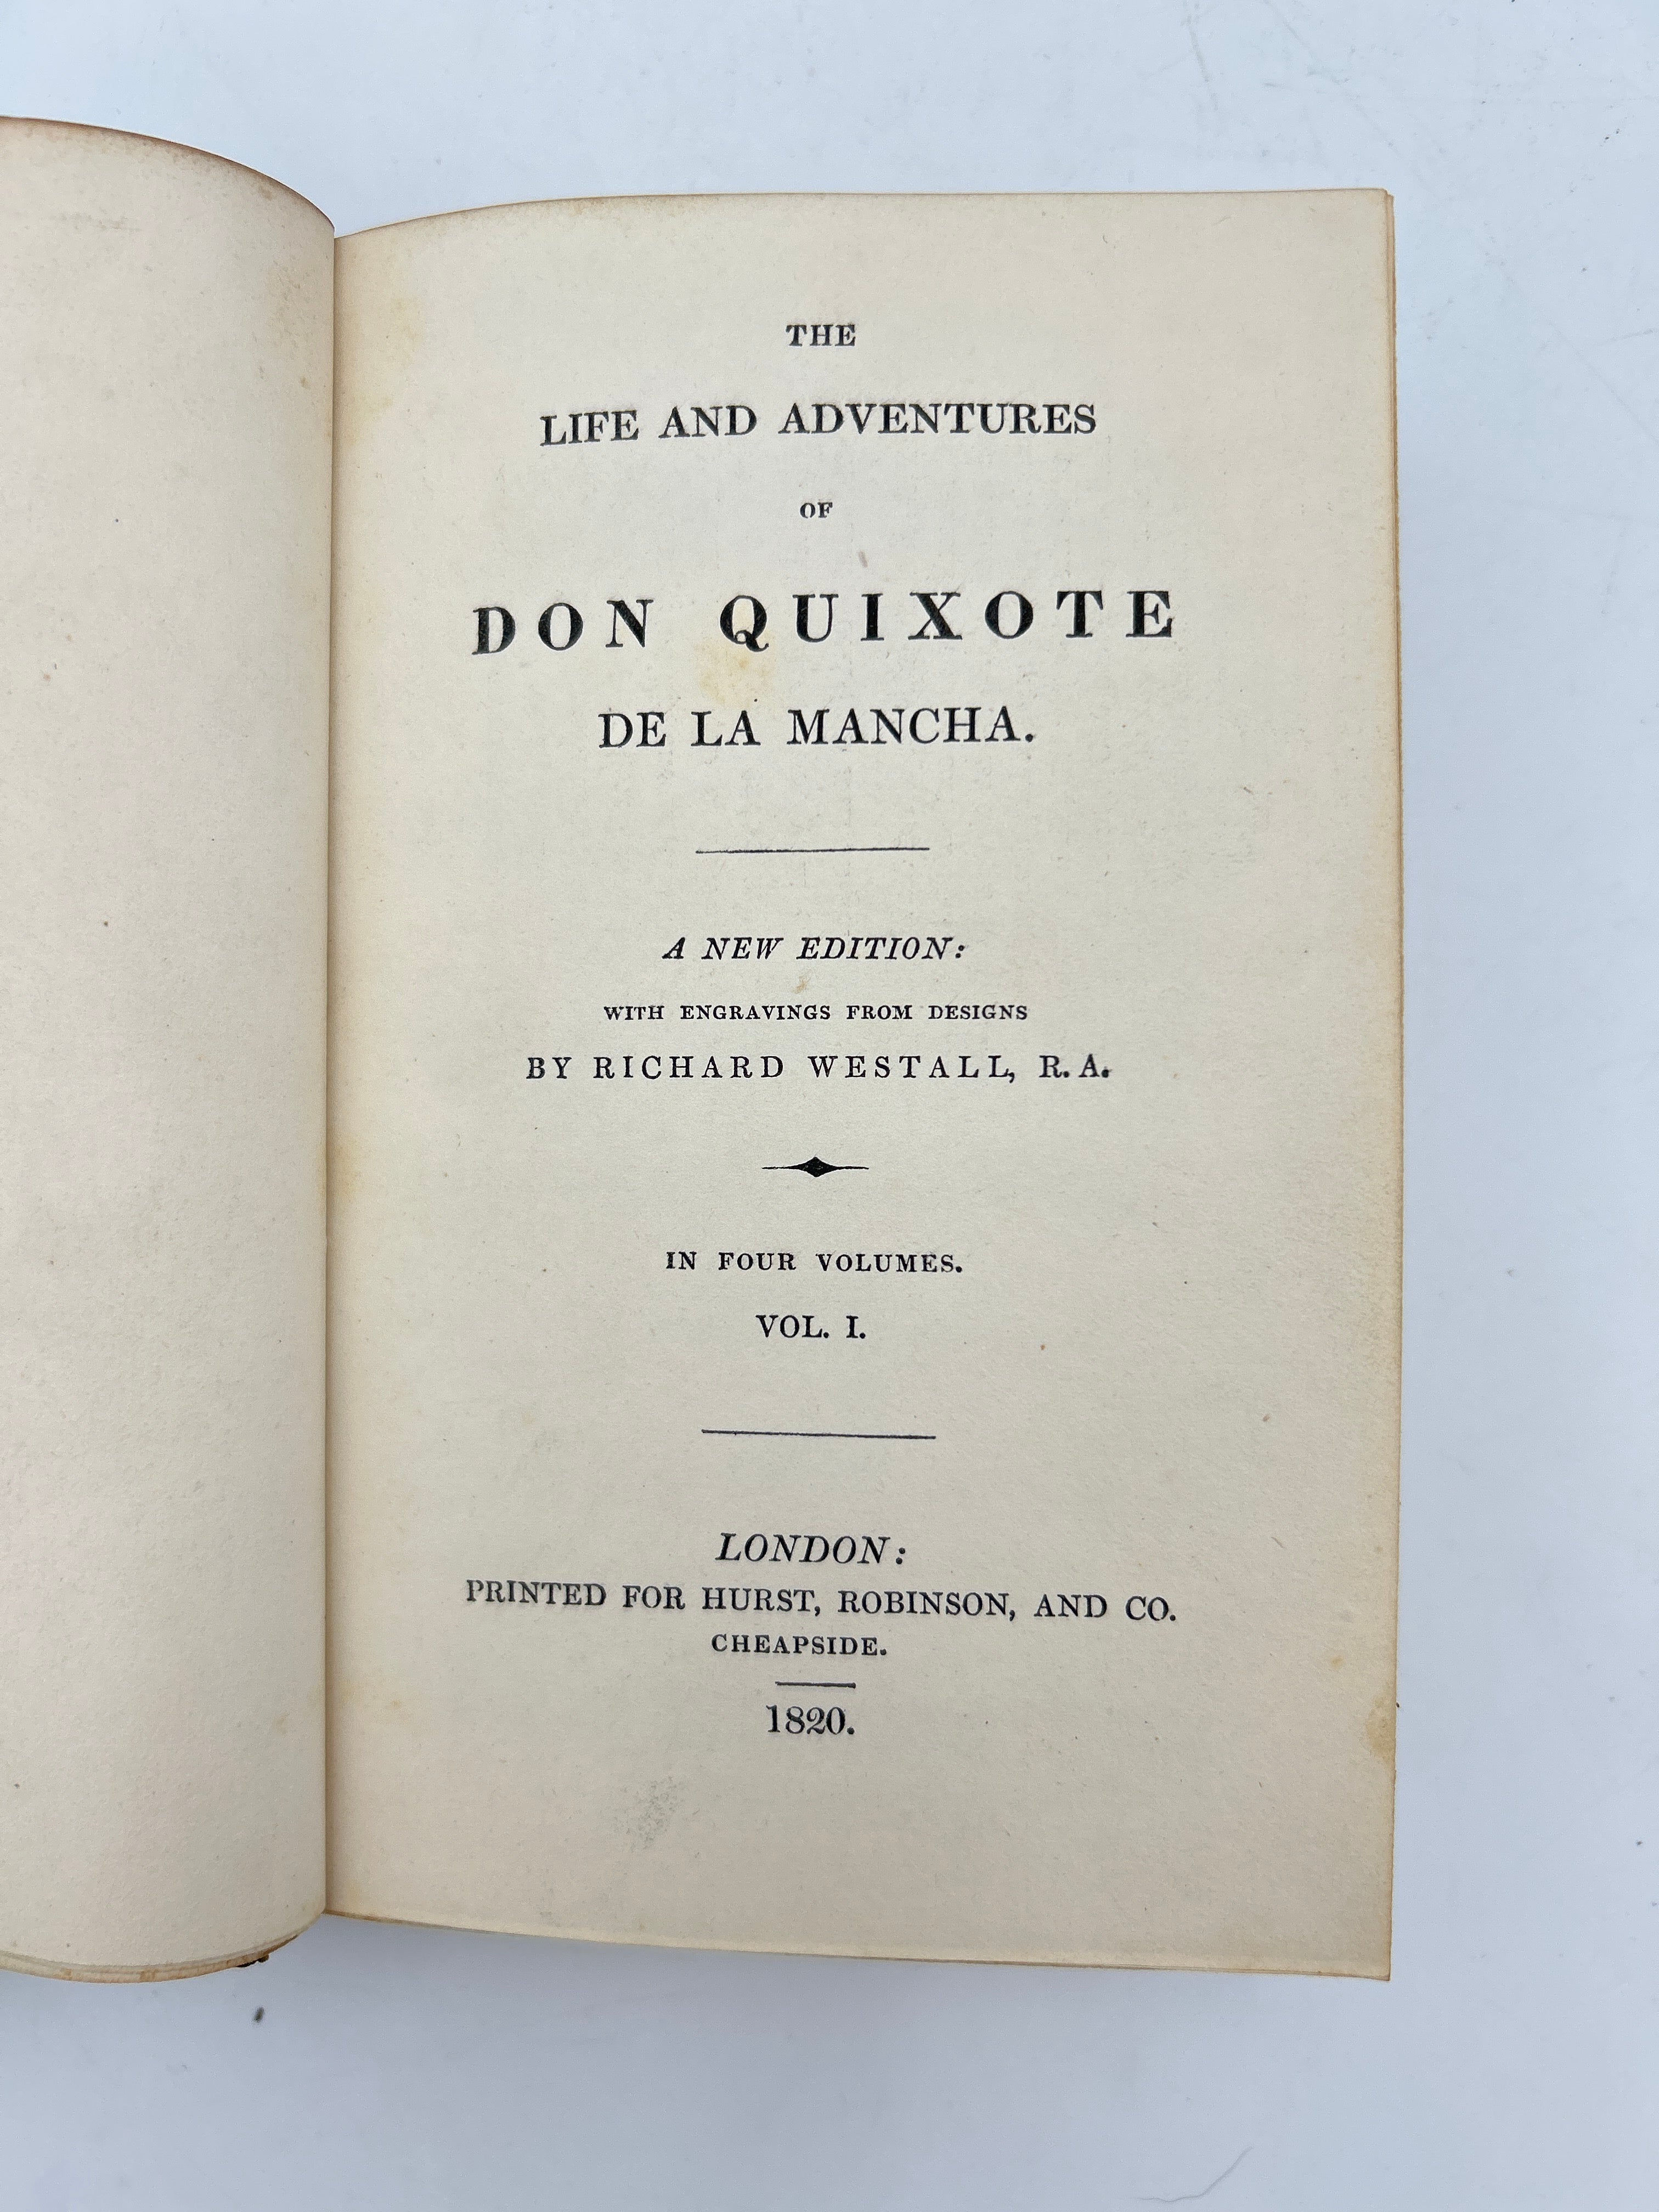 THE
LIFE AND ADVENTURES
OF
DON QUIXOTE
DE LA MANCHA.
A NEW EDITION:
WITH ENGRAVINGS FROM DESIGNS
BY RICHARD WESTALL, R. A.
IN FOUR VOLUMES.
VOL. I.
LONDON:
PRINTED FOR HURST, ROBINSON, AND CO.
CHEAPSIDE.
1820.